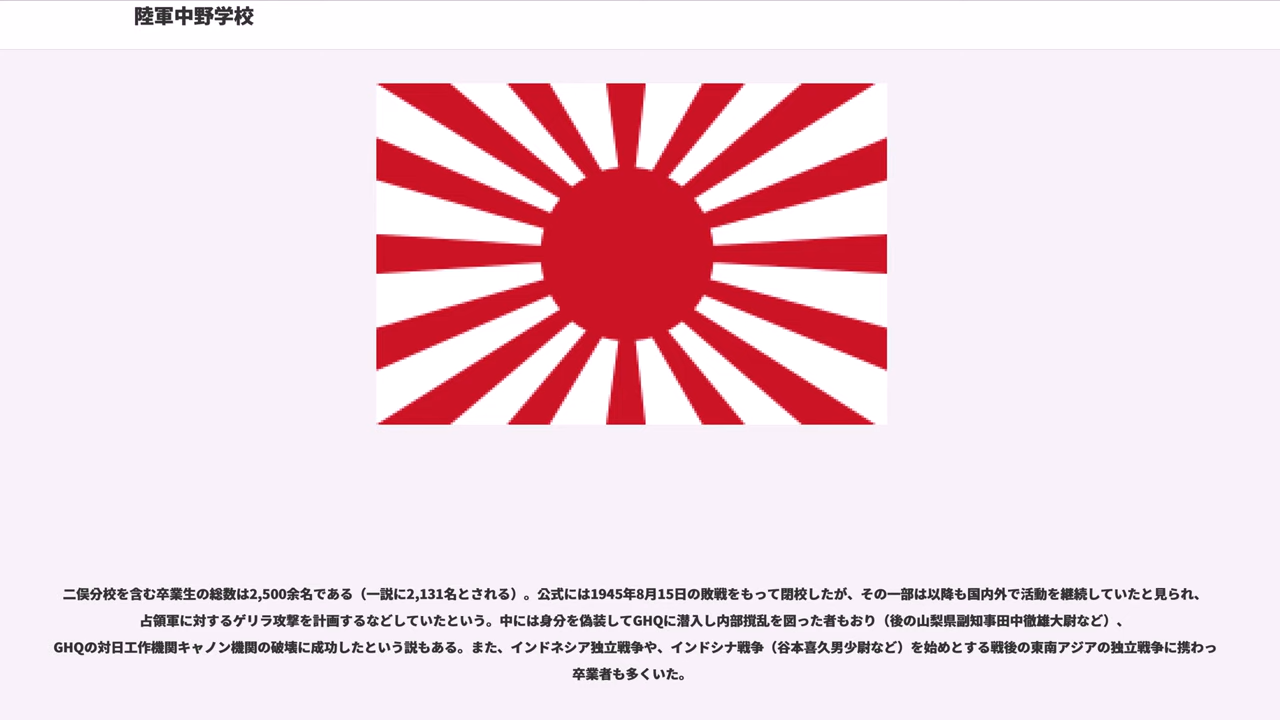 陸軍中野学校
二俣分校を含む卒業生の総数は2,500余名である（一説に2,131名とされる）。公式には1945年8月15日の敗戦をもって閉校したが、その一部は以降も国内外で活動を継続していたと見られ、
占領軍に対するゲリラ攻撃を計画するなどしていたという。中には身分を偽装してGHQに潜入し内部撹乱を図った者もおり（後の山梨県副知事田中徹雄大尉など）、
GHQの対日工作機関キャノン機関の破壊に成功したという説もある。また、インドネシア独立戦争や、インドシナ戦争（谷本喜久男少尉など）を始めとする戦後の東南アジアの独立戦争に携わっ
卒業者も多くいた。